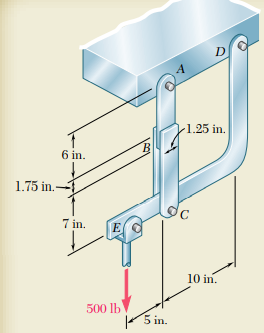 D
A
1.25 in.
B
6 in.
1.75 in.
C
7 in.
E
10 in.
500 lb
5 in.